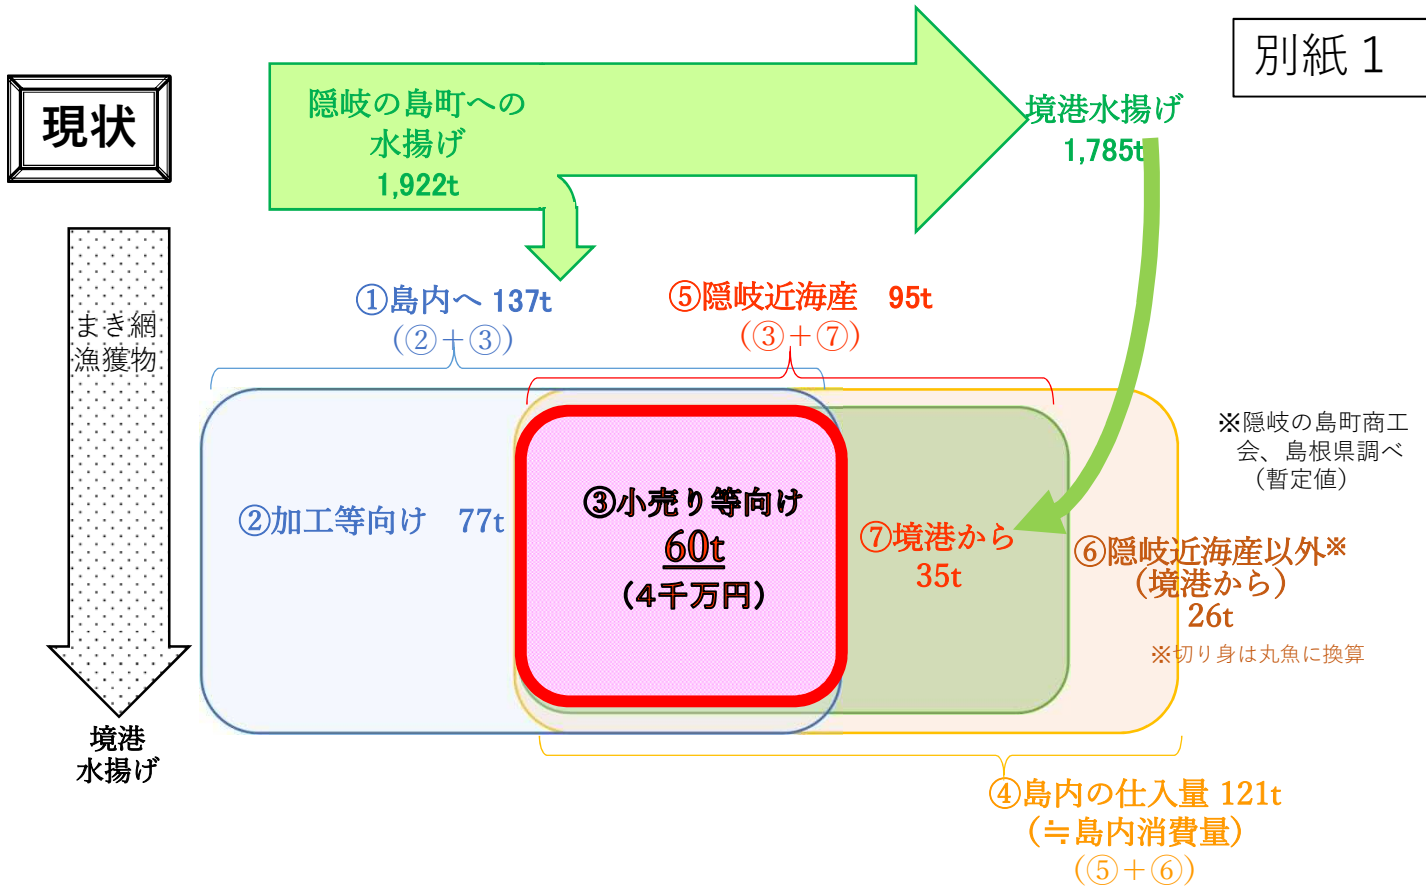 別紙１
現状
隠岐の島町への
水揚げ
1,922t
境港水揚げ
1,785t
まき網
漁獲物
境港
水揚げ
①島内へ 137t
（②＋③）
⑤隠岐近海産　95t
（③＋⑦）
②加工等向け　77t
③小売り等向け
60t
（4千万円）
⑦境港から
35t
⑥隠岐近海産以外※
（境港から）
26t
※切り身は丸魚に換算
※隠岐の島町商工
会、島根県調べ
（暫定値）
④島内の仕入量 121t
（≒島内消費量）
（⑤＋⑥）